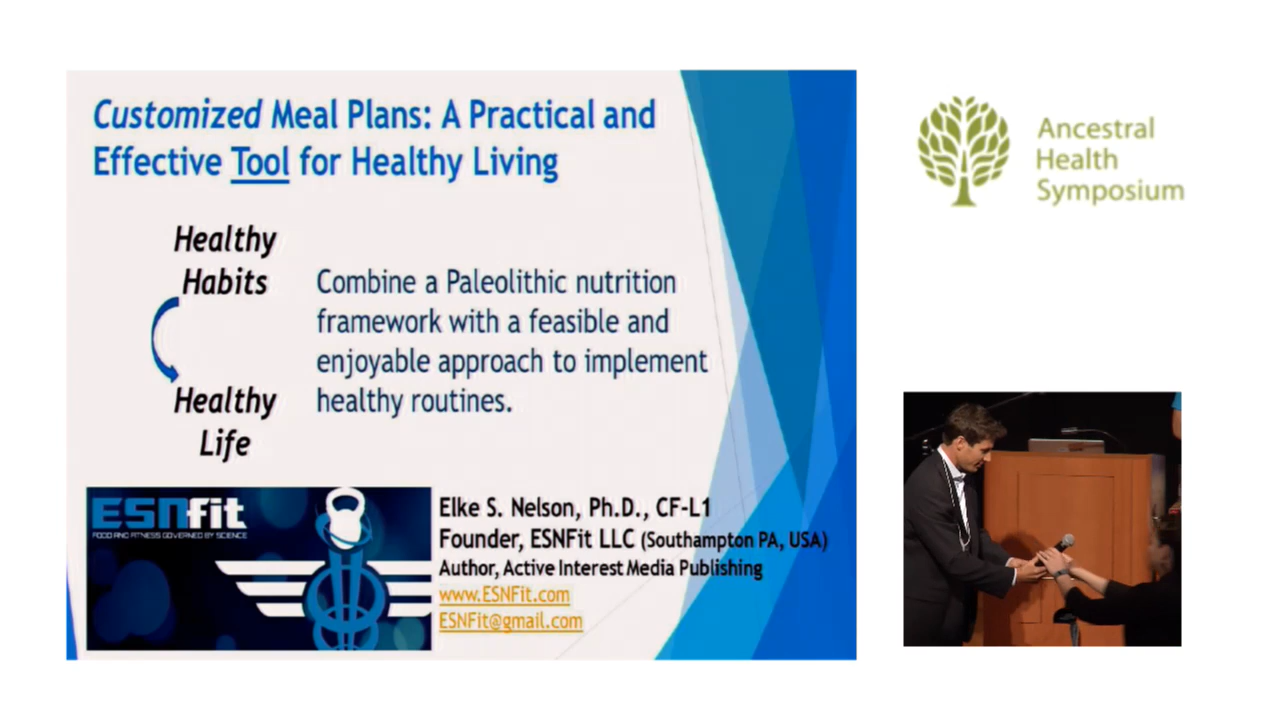 Customized Meal Plans: A Practical and
Effective Tool for Healthy Living
Healthy
Habits
Combine a Paleolithic nutrition
framework with a feasible and
enjoyable approach to implement
healthy routines.
Healthy
Life
ESNfit
FOOD AND FITNESS GOVERNED BY SCIENCE
Elke S. Nelson, Ph.D., CF-L1
Founder, ESNFit LLC (Southampton PA, USA)
Author, Active Interest Media Publishing
www.ESNFit.com
ESNFit@gmail.com
Ancestral
Health
Symposium